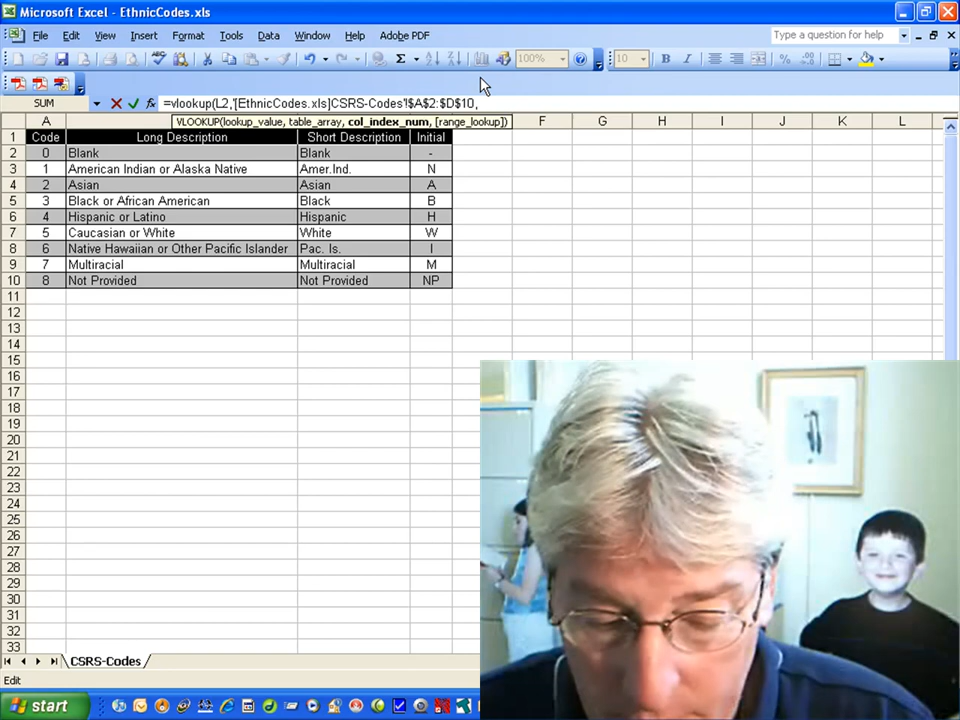 Microsoft Excel - EthnicCodes.xls
File Edit View Insert Format Tools Data Window Help Adobe PDF
Type a question for help
100%
10
B I U
SUM
=vlookup(L2,'[EthnicCodes.xls]CSRS-Codes'!$A$2:$D$10,
VLOOKUP(lookup_value, table_array, col_index_num, [range_lookup])
A F G H I J K L
1 Code Long Description Short Description Initial
2 0 Blank Blank -
3 1 American Indian or Alaska Native Amer.Ind. N
4 2 Asian Asian A
5 3 Black or African American Black B
6 4 Hispanic or Latino Hispanic H
7 5 Caucasian or White White W
8 6 Native Hawaiian or Other Pacific Islander Pac. Is. I
9 7 Multiracial Multiracial M
10 8 Not Provided Not Provided NP
11
12
13
14
15
16
17
18
19
20
21
22
23
24
25
26
27
28
29
30
31
32
33
CSRS-Codes
Edit
start